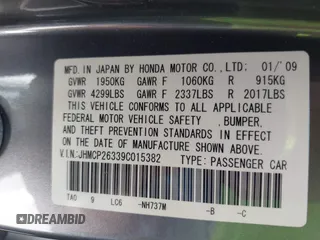 MFD. IN JAPAN BY HONDA MOTOR CO., LTD: 01/'09
GVWR 1950KG GAWR F 1060KG R 915KG
GVWR 4299LBS GAWR F 2337LBS R 2017LBS
THIS VEHICLE CONFORMS TO ALL APPLICABLE
FEDERAL MOTOR VEHICLE SAFETY , BUMPER,
AND THEFT PREVENTION STANDARDS IN EFFECT
ON THE DATE OF MANUFACTURE SHOWN ABOVE.
V.I.N: JHMCP26339C015382 TYPE: PASSENGER CAR
TA0 9 LC6 -NH737M -B -C
© DREAMBID.COM